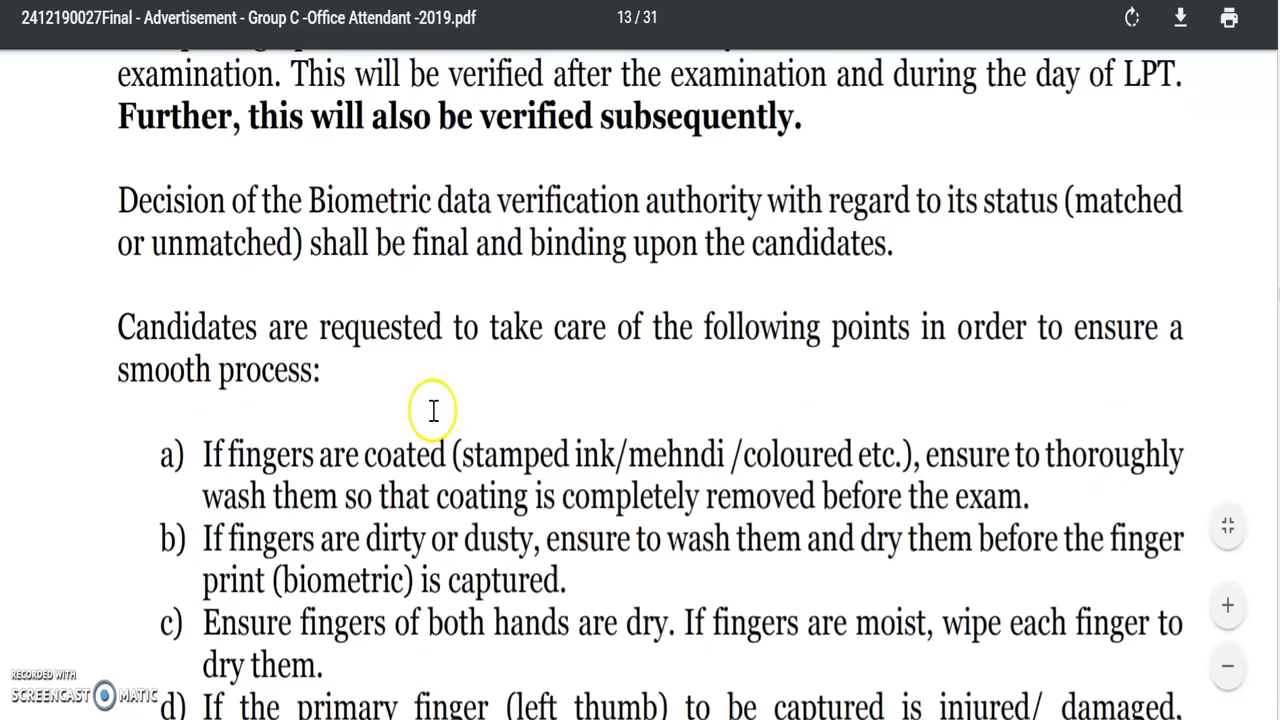 2412190027Final - Advertisement - Group C -Office Attendant -2019.pdf
13 / 31
examination. This will be verified after the examination and during the day of LPT.
Further, this will also be verified subsequently.
Decision of the Biometric data verification authority with regard to its status (matched
or unmatched) shall be final and binding upon the candidates.
Candidates are requested to take care of the following points in order to ensure a
smooth process:
a) If fingers are coated (stamped ink/mehndi /coloured etc.), ensure to thoroughly
wash them so that coating is completely removed before the exam.
b) If fingers are dirty or dusty, ensure to wash them and dry them before the finger
print (biometric) is captured.
c) Ensure fingers of both hands are dry. If fingers are moist, wipe each finger to
dry them.
d) If the primary finger (left thumb) to be captured is injured/ damaged,
RECORDED WITH
SCREENCAST MATIC